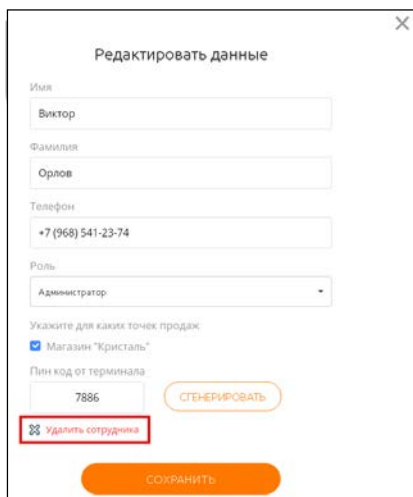 Редактировать данные
Имя
Виктор
Фамилия
Орлов
Телефон
+7 (968) 541-23-74
Роль
Администратор
Укажите для каких точек продаж
Магазин "Кристаль"
Пин код от терминала
7886 СГЕНЕРИРОВАТЬ
Удалить сотрудника
СОХРАНИТЬ